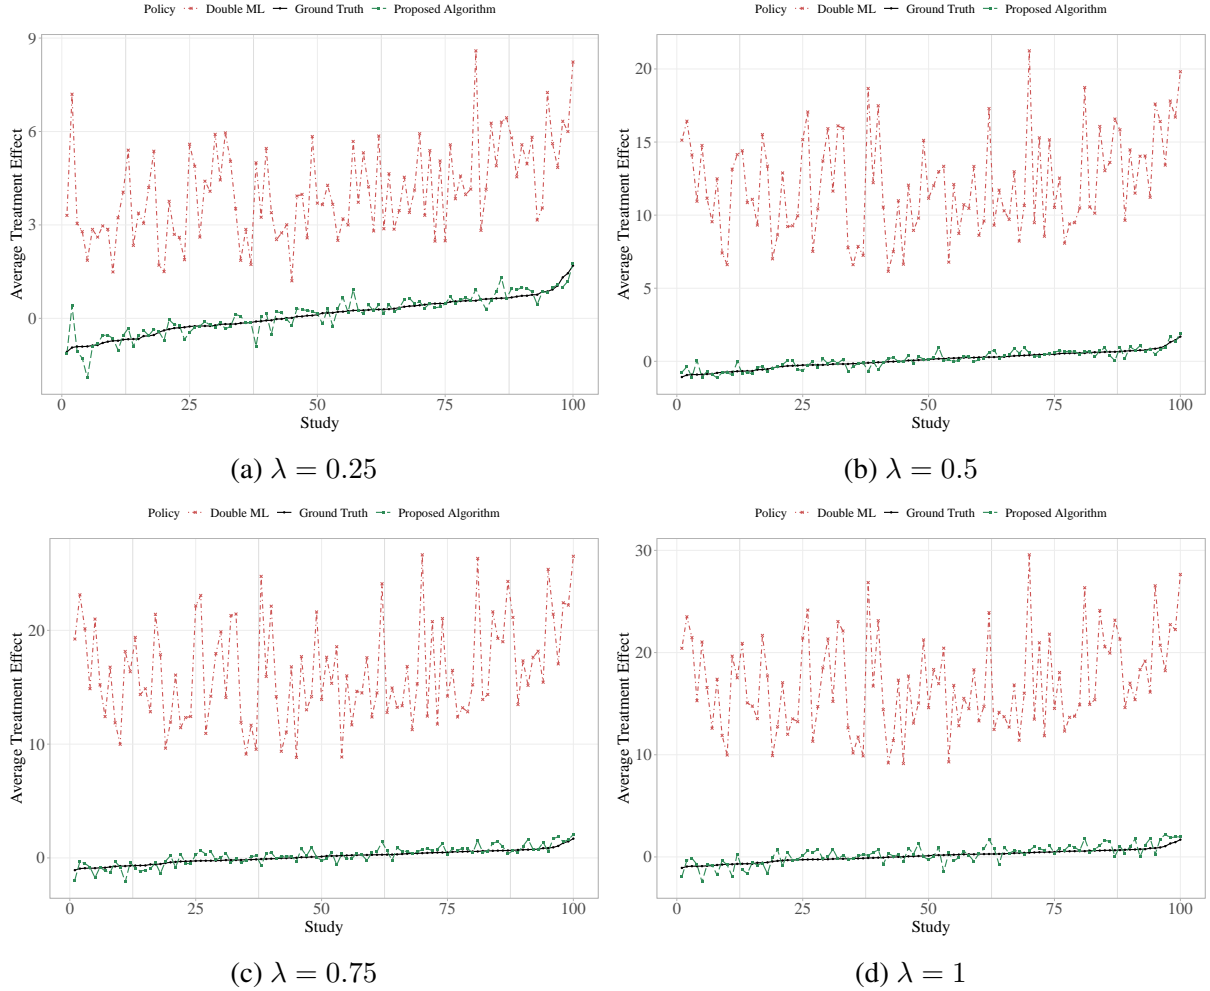 Policy Double ML Ground Truth Proposed Algorithm
Policy Double ML Ground Truth Proposed Algorithm
Average Treatment Effect
9
6
3
0
0 25 50 75 100
Study
(a) λ = 0.25
Average Treatment Effect
20
15
10
5
0
0 25 50 75 100
Study
(b) λ = 0.5
Policy Double ML Ground Truth Proposed Algorithm
Policy Double ML Ground Truth Proposed Algorithm
Average Treatment Effect
20
10
0
0 25 50 75 100
Study
(c) λ = 0.75
Average Treatment Effect
30
20
10
0
0 25 50 75 100
Study
(d) λ = 1